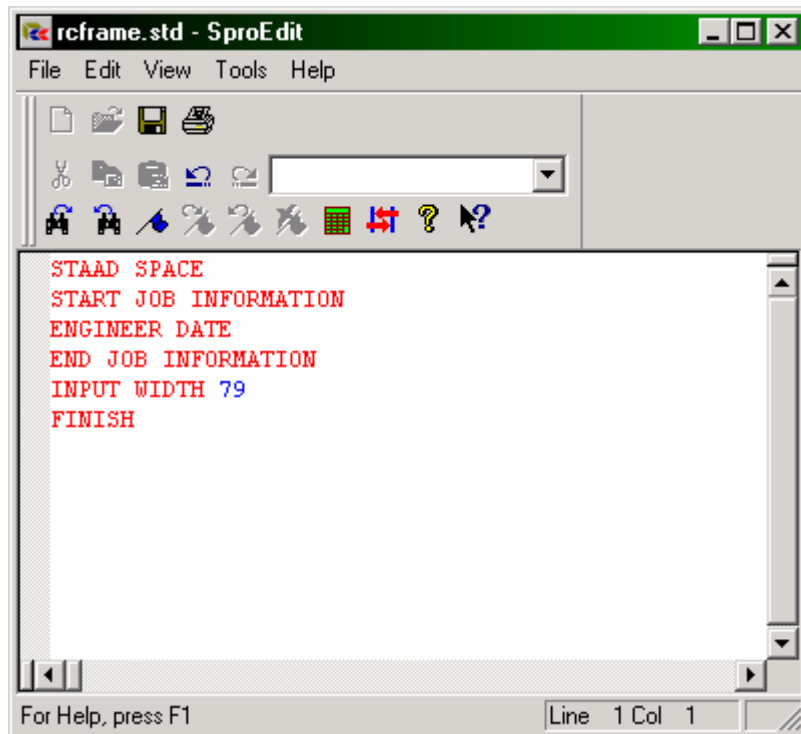 rcframe.std - SproEdit
File Edit View Tools Help
STAAD SPACE
START JOB INFORMATION
ENGINEER DATE
END JOB INFORMATION
INPUT WIDTH 79
FINISH
For Help, press F1 Line 1 Col 1